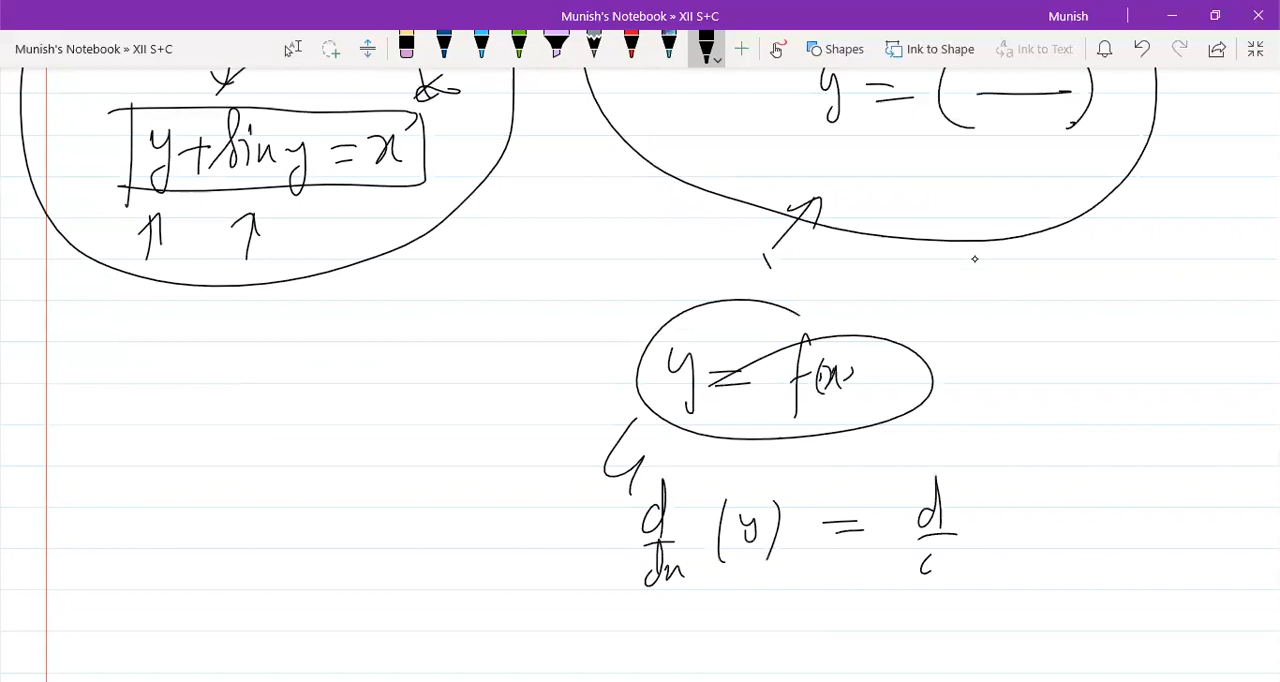 Munish's Notebook » XII S+C
Munish
Munish's Notebook » XII S+C
Shapes
Ink to Shape
Ink to Text
y = ( — )
y + sin y = x
y = f(x)
d/dx (y) = d/